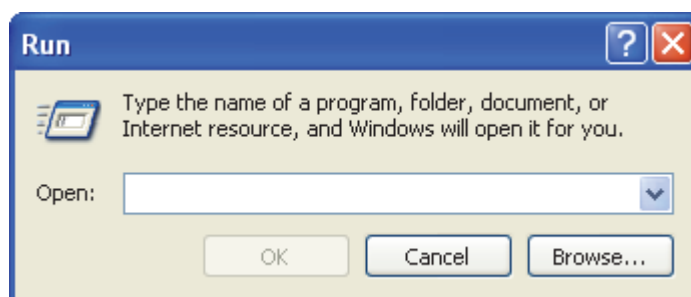 Run
Type the name of a program, folder, document, or
Internet resource, and Windows will open it for you.
Open:
OK Cancel Browse...